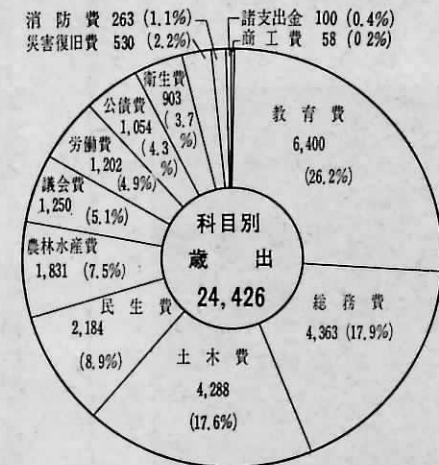 消防費 263 (1.1%)
災害復旧費 530 (2.2%)
諸支出金 100 (0.4%)
商工費 58 (0.2%)
教育費
6,400
(26.2%)
総務費
4,363 (17.9%)
土木費
4,288
(17.6%)
民生費
2,184
(8.9%)
農林水産費
1,831 (7.5%)
議会費
1,250
(5.1%)
労働費
1,202
(4.9%)
公債費
1,054
(4.3
%)
衛生費
903
(3.7
%)
科目別
歳出
24,426